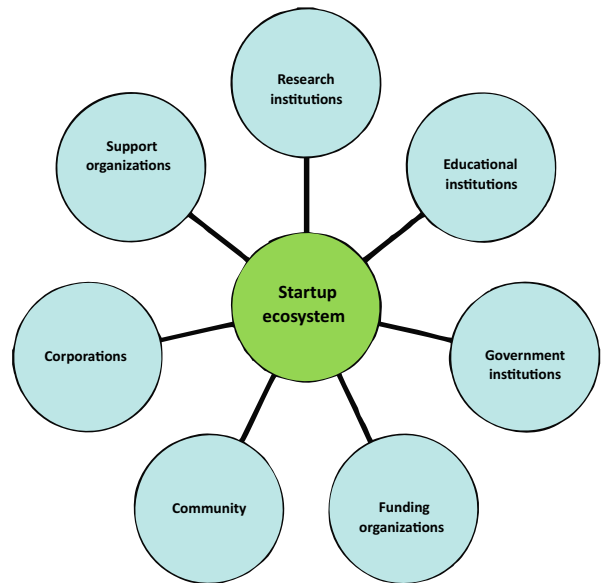 Research
institutions
Support
organizations
Educational
institutions
Startup
ecosystem
Corporations
Government
institutions
Community
Funding
organizations